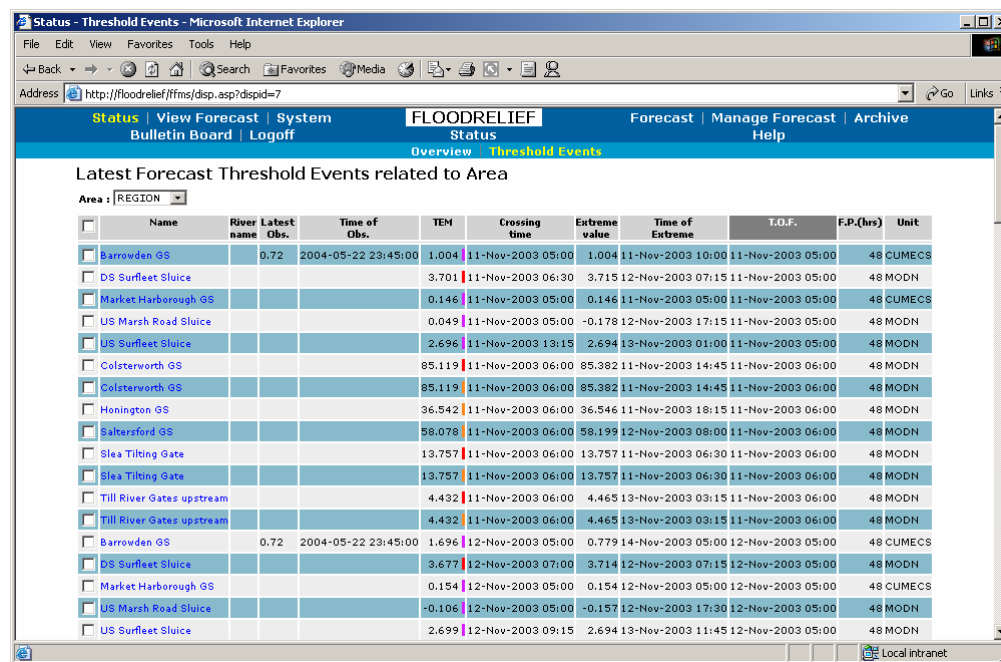 Status - Threshold Events - Microsoft Internet Explorer
File Edit View Favorites Tools Help
Back Search Favorites Media
Address http://floodrelief/ffms/disp.asp?dispid=7 Go Links
Status | View Forecast | System FLOODRELIEF Forecast | Manage Forecast | Archive
Bulletin Board | Logoff Status Help
Overview | Threshold Events
Latest Forecast Threshold Events related to Area
Area : REGION
Name River name Latest Obs. Time of Obs. TEM Crossing time Extreme value Time of Extreme T.O.F. F.P.(hrs) Unit
Barrowden GS 0.72 2004-05-22 23:45:00 1.004 11-Nov-2003 05:00 1.004 11-Nov-2003 10:00 11-Nov-2003 05:00 48 CUMECS
DS Surfleet Sluice 3.701 11-Nov-2003 06:30 3.715 12-Nov-2003 07:15 11-Nov-2003 05:00 48 MODN
Market Harborough GS 0.146 11-Nov-2003 05:00 0.146 11-Nov-2003 05:00 11-Nov-2003 05:00 48 CUMECS
US Marsh Road Sluice 0.049 11-Nov-2003 05:00 -0.178 12-Nov-2003 17:15 11-Nov-2003 05:00 48 MODN
US Surfleet Sluice 2.696 11-Nov-2003 13:15 2.694 13-Nov-2003 01:00 11-Nov-2003 05:00 48 MODN
Colsterworth GS 85.119 11-Nov-2003 06:00 85.382 11-Nov-2003 14:45 11-Nov-2003 06:00 48 MODN
Colsterworth GS 85.119 11-Nov-2003 06:00 85.382 11-Nov-2003 14:45 11-Nov-2003 06:00 48 MODN
Honington GS 36.542 11-Nov-2003 06:00 36.546 11-Nov-2003 18:15 11-Nov-2003 06:00 48 MODN
Saltersford GS 58.078 11-Nov-2003 06:00 58.199 12-Nov-2003 08:00 11-Nov-2003 06:00 48 MODN
Slea Tilting Gate 13.757 11-Nov-2003 06:00 13.757 11-Nov-2003 06:30 11-Nov-2003 06:00 48 MODN
Slea Tilting Gate 13.757 11-Nov-2003 06:00 13.757 11-Nov-2003 06:30 11-Nov-2003 06:00 48 MODN
Till River Gates upstream 4.432 11-Nov-2003 06:00 4.465 13-Nov-2003 03:15 11-Nov-2003 06:00 48 MODN
Till River Gates upstream 4.432 11-Nov-2003 06:00 4.465 13-Nov-2003 03:15 11-Nov-2003 06:00 48 MODN
Barrowden GS 0.72 2004-05-22 23:45:00 1.696 12-Nov-2003 05:00 0.779 14-Nov-2003 05:00 12-Nov-2003 05:00 48 CUMECS
DS Surfleet Sluice 3.677 12-Nov-2003 07:00 3.714 12-Nov-2003 07:15 12-Nov-2003 05:00 48 MODN
Market Harborough GS 0.154 12-Nov-2003 05:00 0.154 12-Nov-2003 05:00 12-Nov-2003 05:00 48 CUMECS
US Marsh Road Sluice -0.106 12-Nov-2003 05:00 -0.157 12-Nov-2003 17:30 12-Nov-2003 05:00 48 MODN
US Surfleet Sluice 2.699 12-Nov-2003 09:15 2.694 13-Nov-2003 11:45 12-Nov-2003 05:00 48 MODN
Local intranet